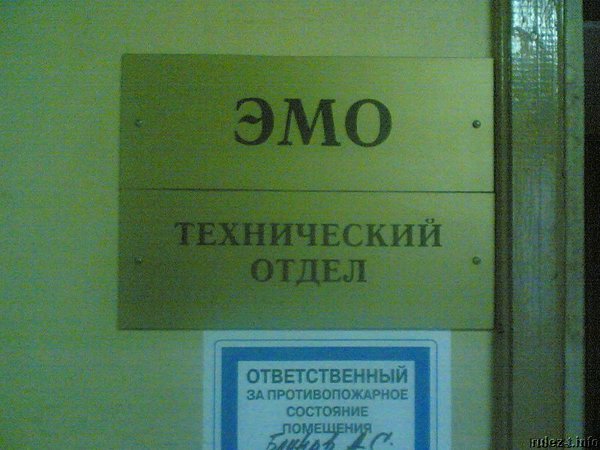 ЭМО
ТЕХНИЧЕСКИЙ
ОТДЕЛ
ОТВЕТСТВЕННЫЙ
ЗА ПРОТИВОПОЖАРНОЕ
СОСТОЯНИЕ
ПОМЕЩЕНИЯ
А.С.
rulez-t.info